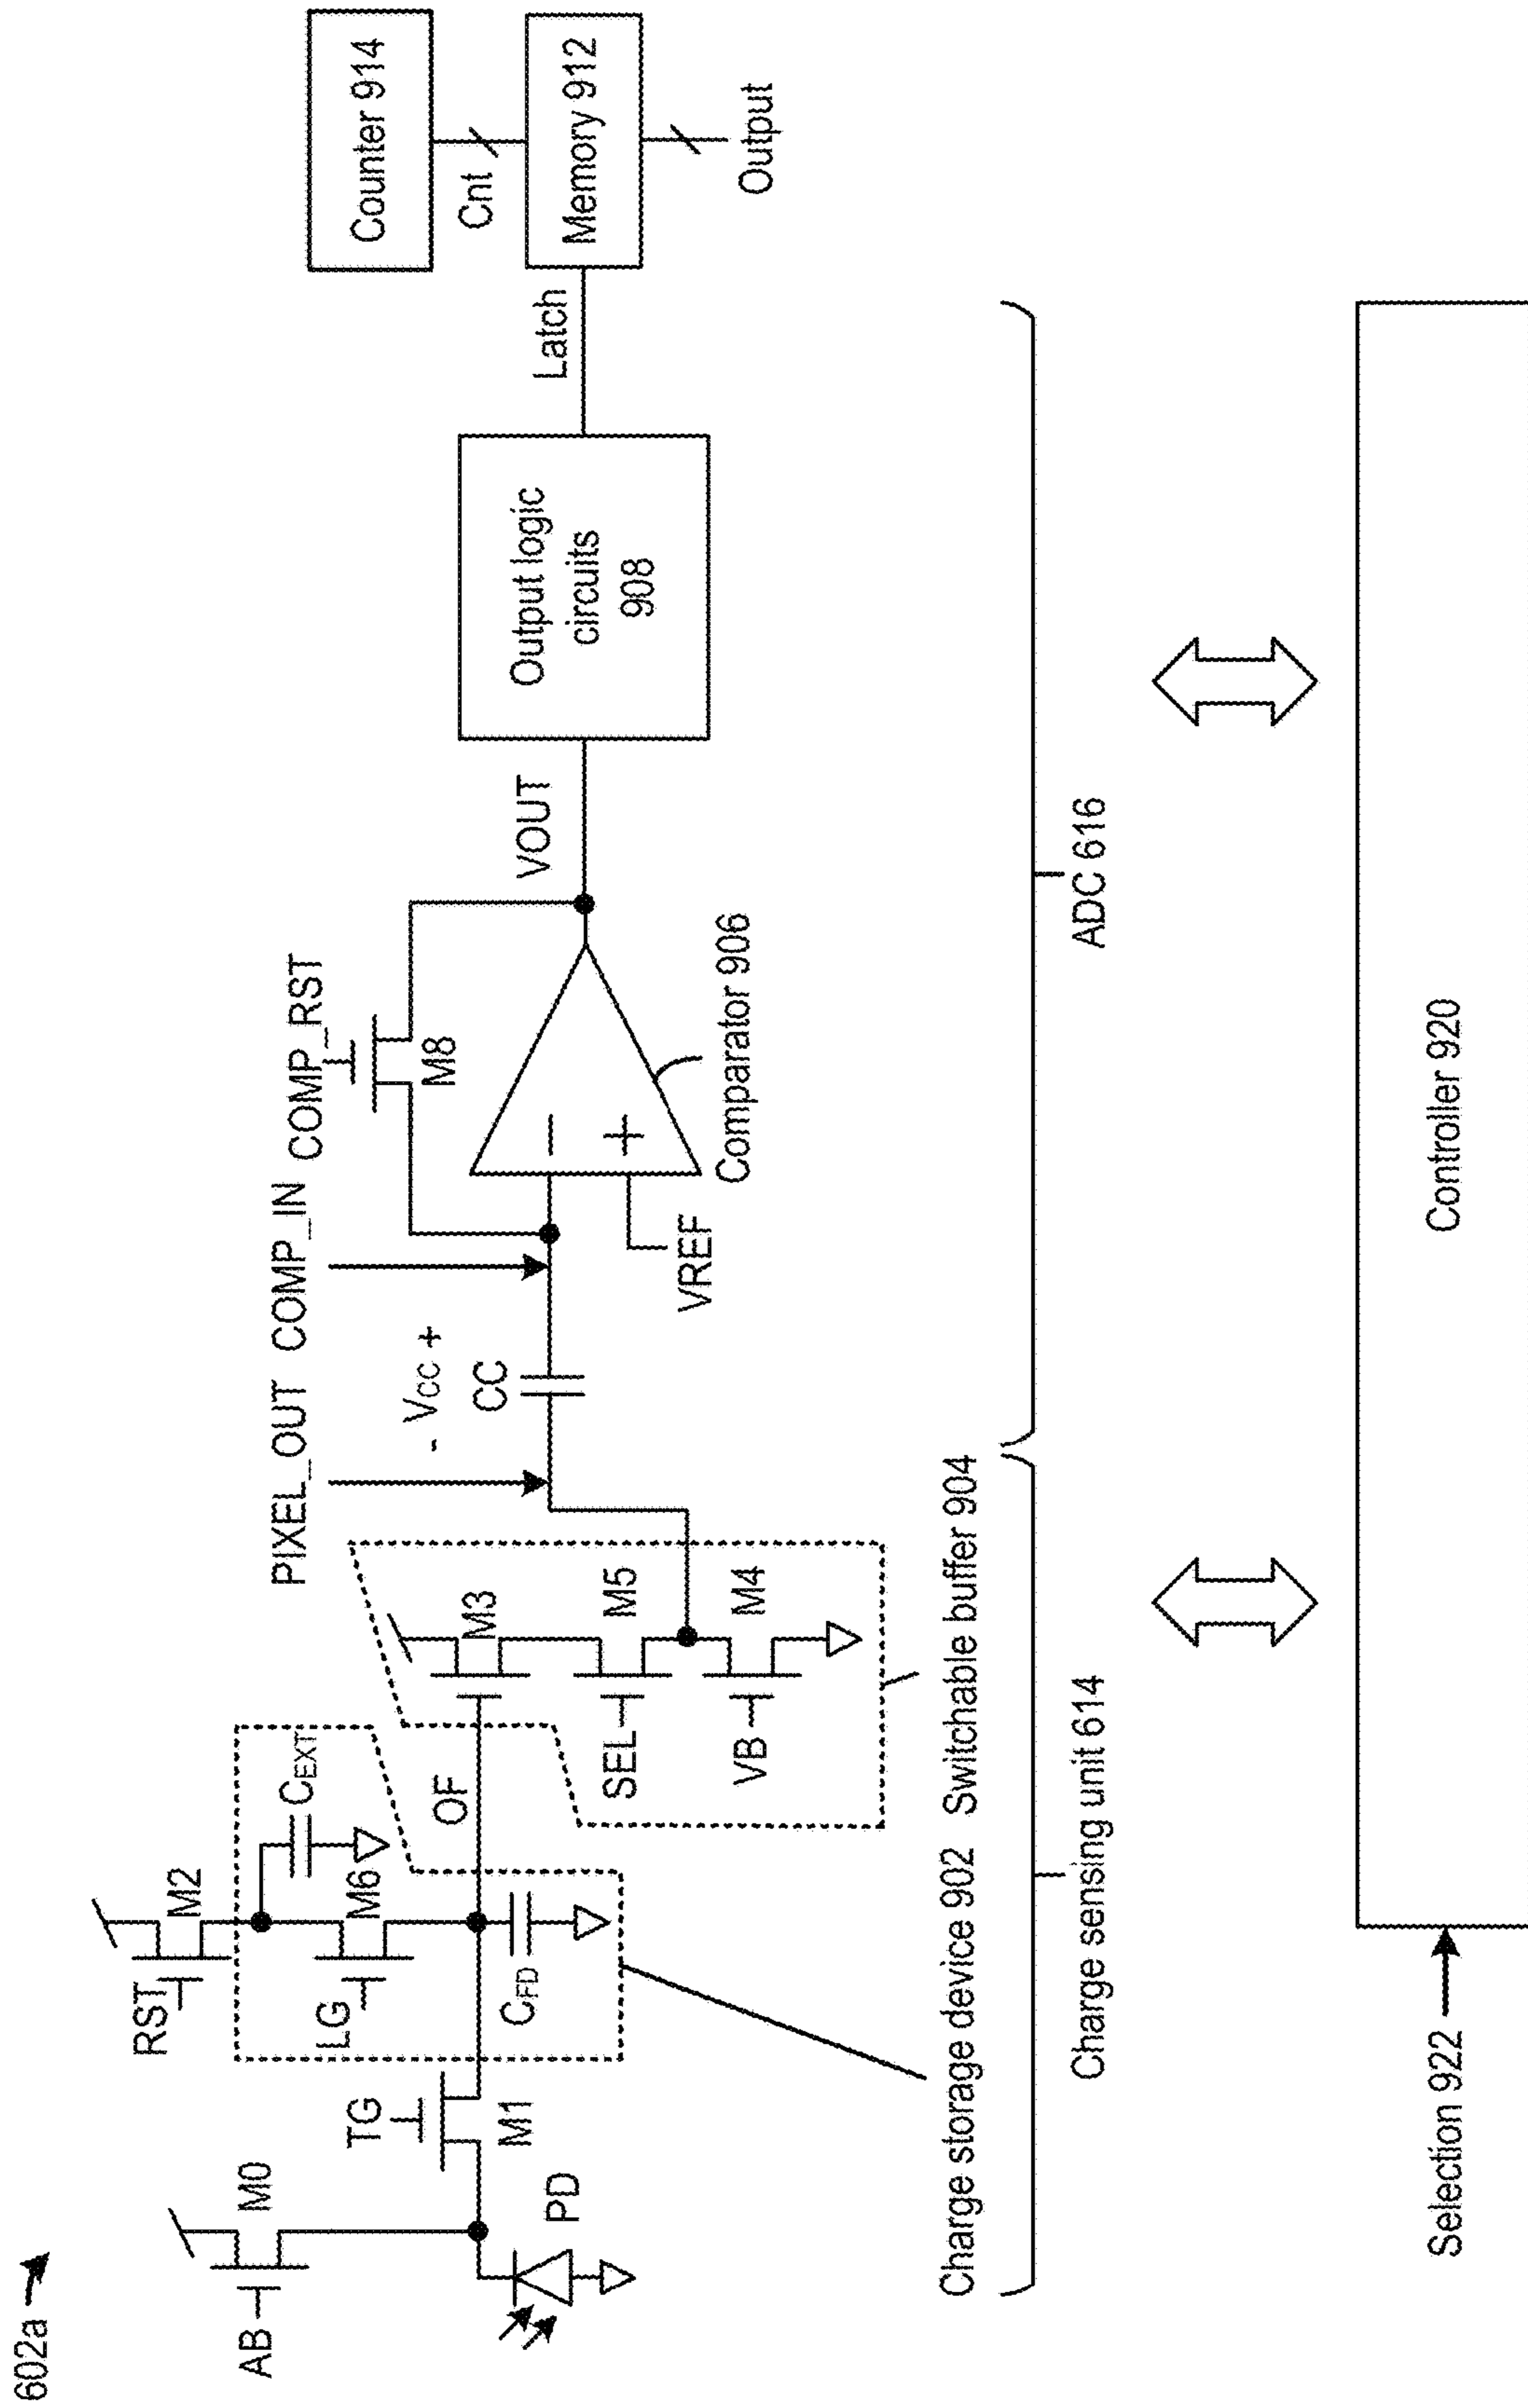 602a
AB
M0
PD
TG
M1
RST
M2
LG
M6
CEXT
CFD
OF
M3
SEL
M5
VB
M4
PIXEL_OUT
COMP_IN
COMP_RST
- VCC +
CC
M8
VREF
−
+
Comparator 906
VOUT
Output logic
circuits
908
Latch
Counter 914
Cnt
Memory 912
Output
Charge storage device 902
Switchable buffer 904
Charge sensing unit 614
ADC 616
Selection 922
Controller 920